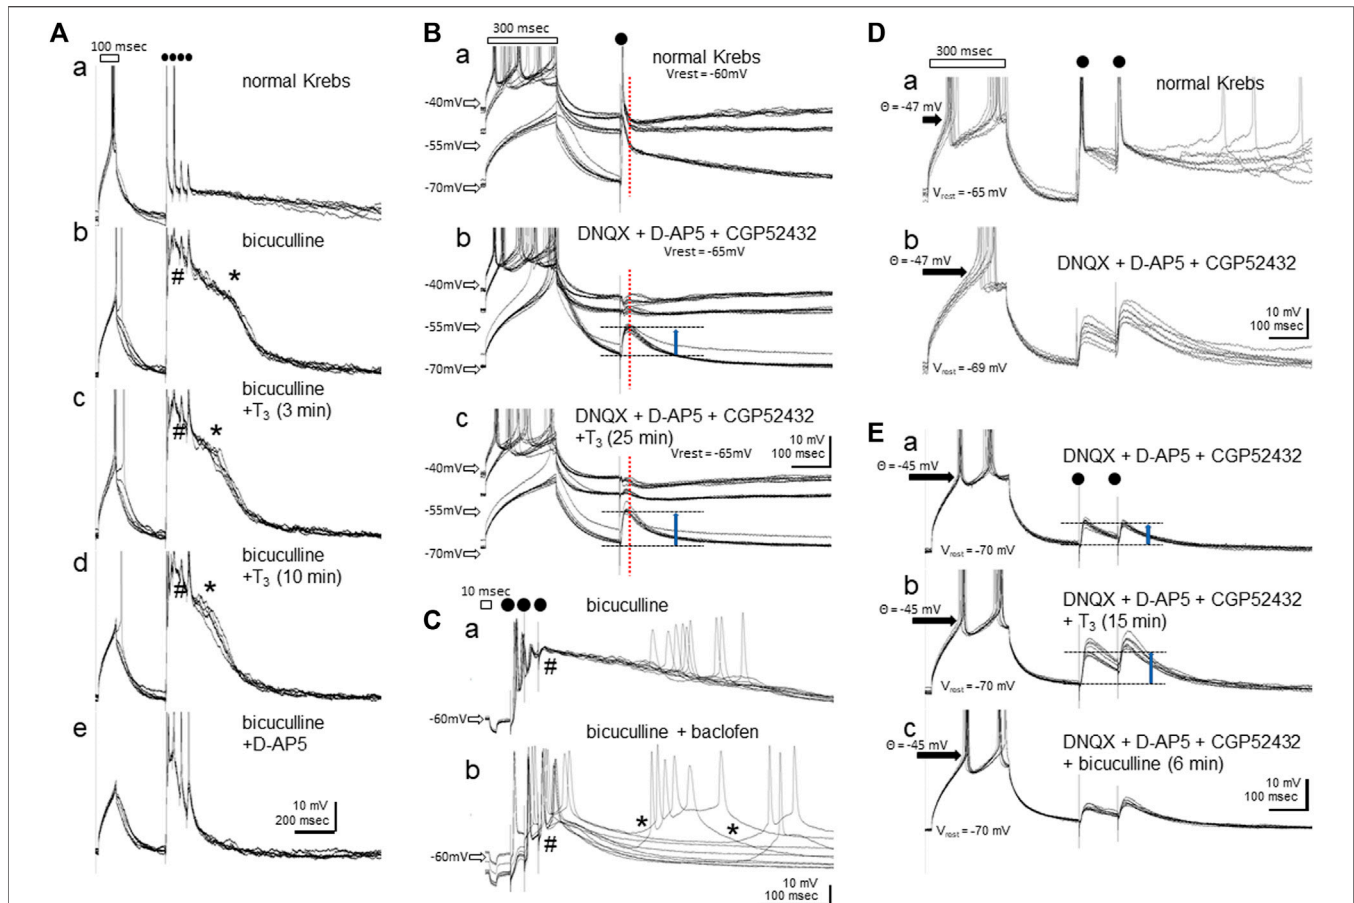 A
100 msec
a
normal Krebs
b
bicuculline
#
*
c
bicuculline
+T3 (3 min)
#
*
d
bicuculline
+T3 (10 min)
#
*
e
bicuculline
+D-AP5
10 mV
200 msec
B
300 msec
a
normal Krebs
Vrest = -60mV
-40mV
-55mV
-70mV
b
DNQX + D-AP5 + CGP52432
Vrest = -65mV
-40mV
-55mV
-70mV
c
DNQX + D-AP5 + CGP52432
+T3 (25 min)
Vrest = -65mV
10 mV
100 msec
-40mV
-55mV
-70mV
C
10 msec
a
bicuculline
#
-60mV
bicuculline + baclofen
b
*
*
#
-60mV
10 mV
100 msec
D
300 msec
a
normal Krebs
Θ = -47 mV
Vrest = -65 mV
b
DNQX + D-AP5 + CGP52432
Θ = -47 mV
10 mV
100 msec
Vrest = -69 mV
E
a
DNQX + D-AP5 + CGP52432
Θ = -45 mV
Vrest = -70 mV
b
DNQX + D-AP5 + CGP52432
+ T3 (15 min)
Θ = -45 mV
Vrest = -70 mV
c
DNQX + D-AP5 + CGP52432
+ bicuculline (6 min)
Θ = -45 mV
10 mV
100 msec
Vrest = -70 mV